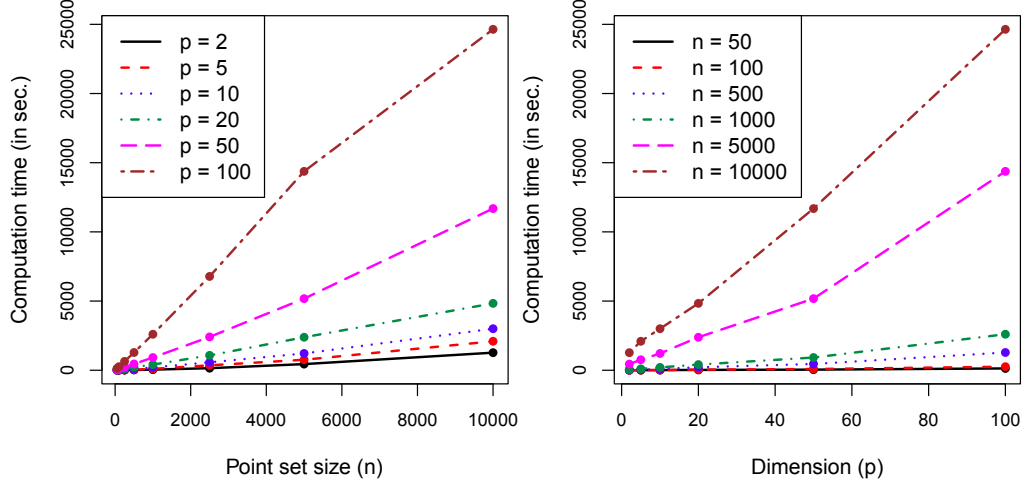 Computation time (in sec.)
25000
20000
15000
10000
5000
0
p = 2
p = 5
p = 10
p = 20
p = 50
p = 100
0 2000 4000 6000 8000 10000
Point set size (n)
Computation time (in sec.)
25000
20000
15000
10000
5000
0
n = 50
n = 100
n = 500
n = 1000
n = 5000
n = 10000
0 20 40 60 80 100
Dimension (p)